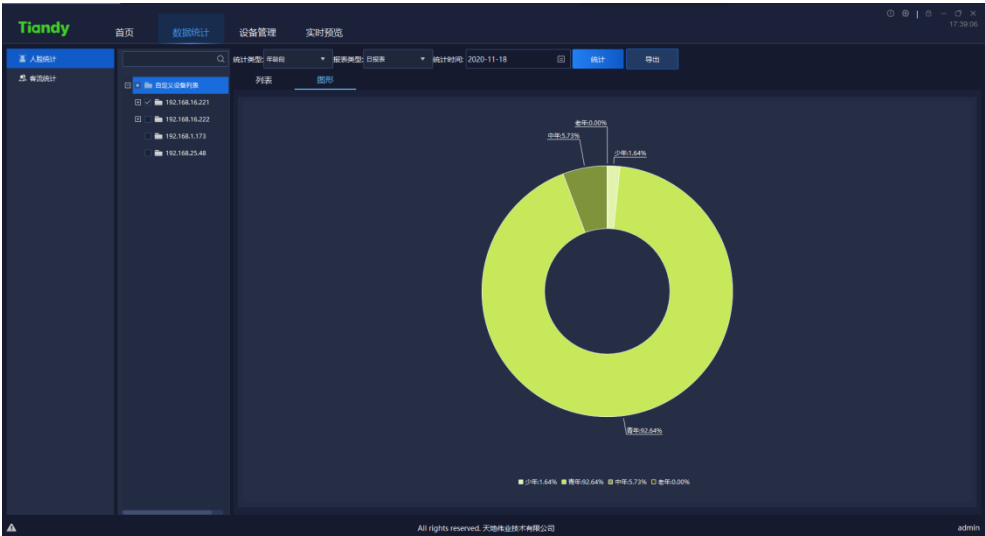 Tiandy 首页 数据统计 设备管理 实时预览
17:39:06
人脸统计
客流统计
自定义设备列表
192.168.16.221
192.168.16.222
192.168.1.173
192.168.25.48
统计类型: 年龄段 报表类型: 日报表 统计时间: 2020-11-18 统计 导出
列表 图形
老年:0.00%
中年:5.73%
少年:1.64%
青年:92.64%
少年:1.64% 青年:92.64% 中年:5.73% 老年:0.00%
All rights reserved. 天地伟业技术有限公司
admin